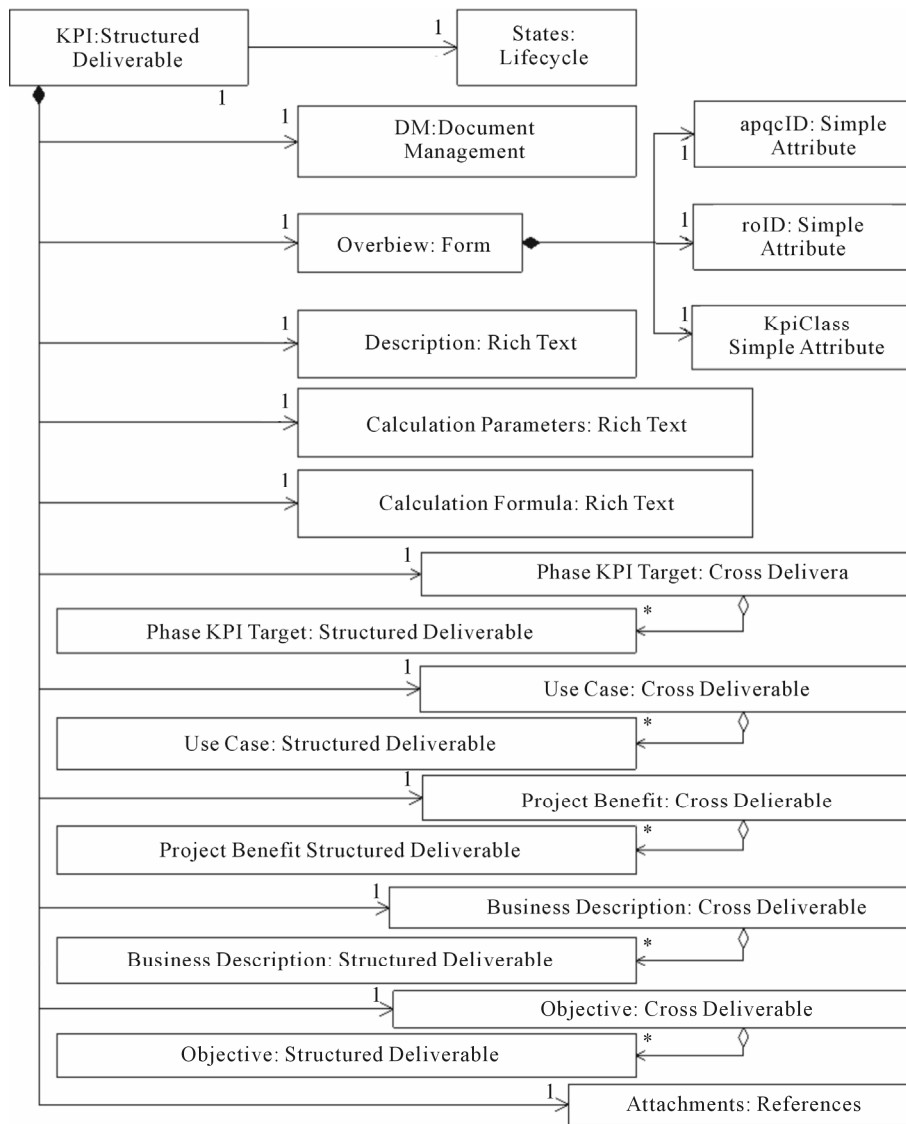 KPI:Structured
Deliverable
1
1
States:
Lifecycle
1
DM:Document
Management
1
apqcID: Simple
Attribute
1
Overbiew: Form
1
roID: Simple
Attribute
1
KpiClass
Simple Attribute
1
Description: Rich Text
1
Calculation Parameters: Rich Text
1
Calculation Formula: Rich Text
1
Phase KPI Target: Cross Delivera
*
Phase KPI Target: Structured Deliverable
1
Use Case: Cross Deliverable
*
Use Case: Structured Deliverable
1
Project Benefit: Cross Delierable
*
Project Benefit Structured Deliverable
1
Business Description: Cross Deliverable
*
Business Description: Structured Deliverable
1
Objective: Cross Deliverable
*
Objective: Structured Deliverable
1
Attachments: References